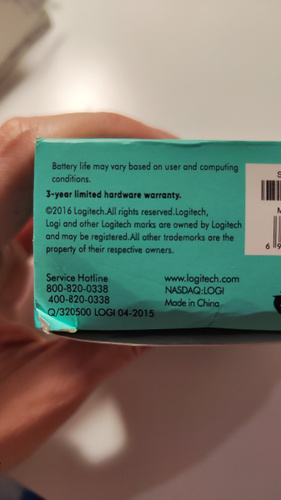 Battery life may vary based on user and computing
conditions.
3-year limited hardware warranty.
©2016 Logitech.All rights reserved.Logitech,
Logi and other Logitech marks are owned by Logitech
and may be registered.All other trademarks are the
property of their respective owners.
Service Hotline
800-820-0338
400-820-0338
Q/320500 LOGI 04-2015
www.logitech.com
NASDAQ:LOGI
Made in China
S
M
6